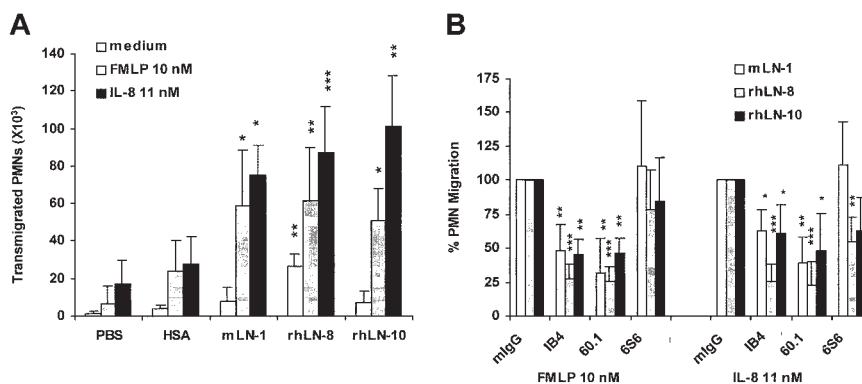 A
medium
FMLP 10 nM
IL-8 11 nM
Transmigrated PMNs (X10³)
140
120
100
80
60
40
20
0
* *
** ***
* **
PBS HSA mLN-1 rhLN-8 rhLN-10
B
mLN-1
rhLN-8
rhLN-10
% PMN Migration
175
150
125
100
75
50
25
0
** *** **
** *** **
* *** *
** *** *
**
mIgG IB4 60.1 6S6 mIgG IB4 60.1 6S6
FMLP 10 nM IL-8 11 nM